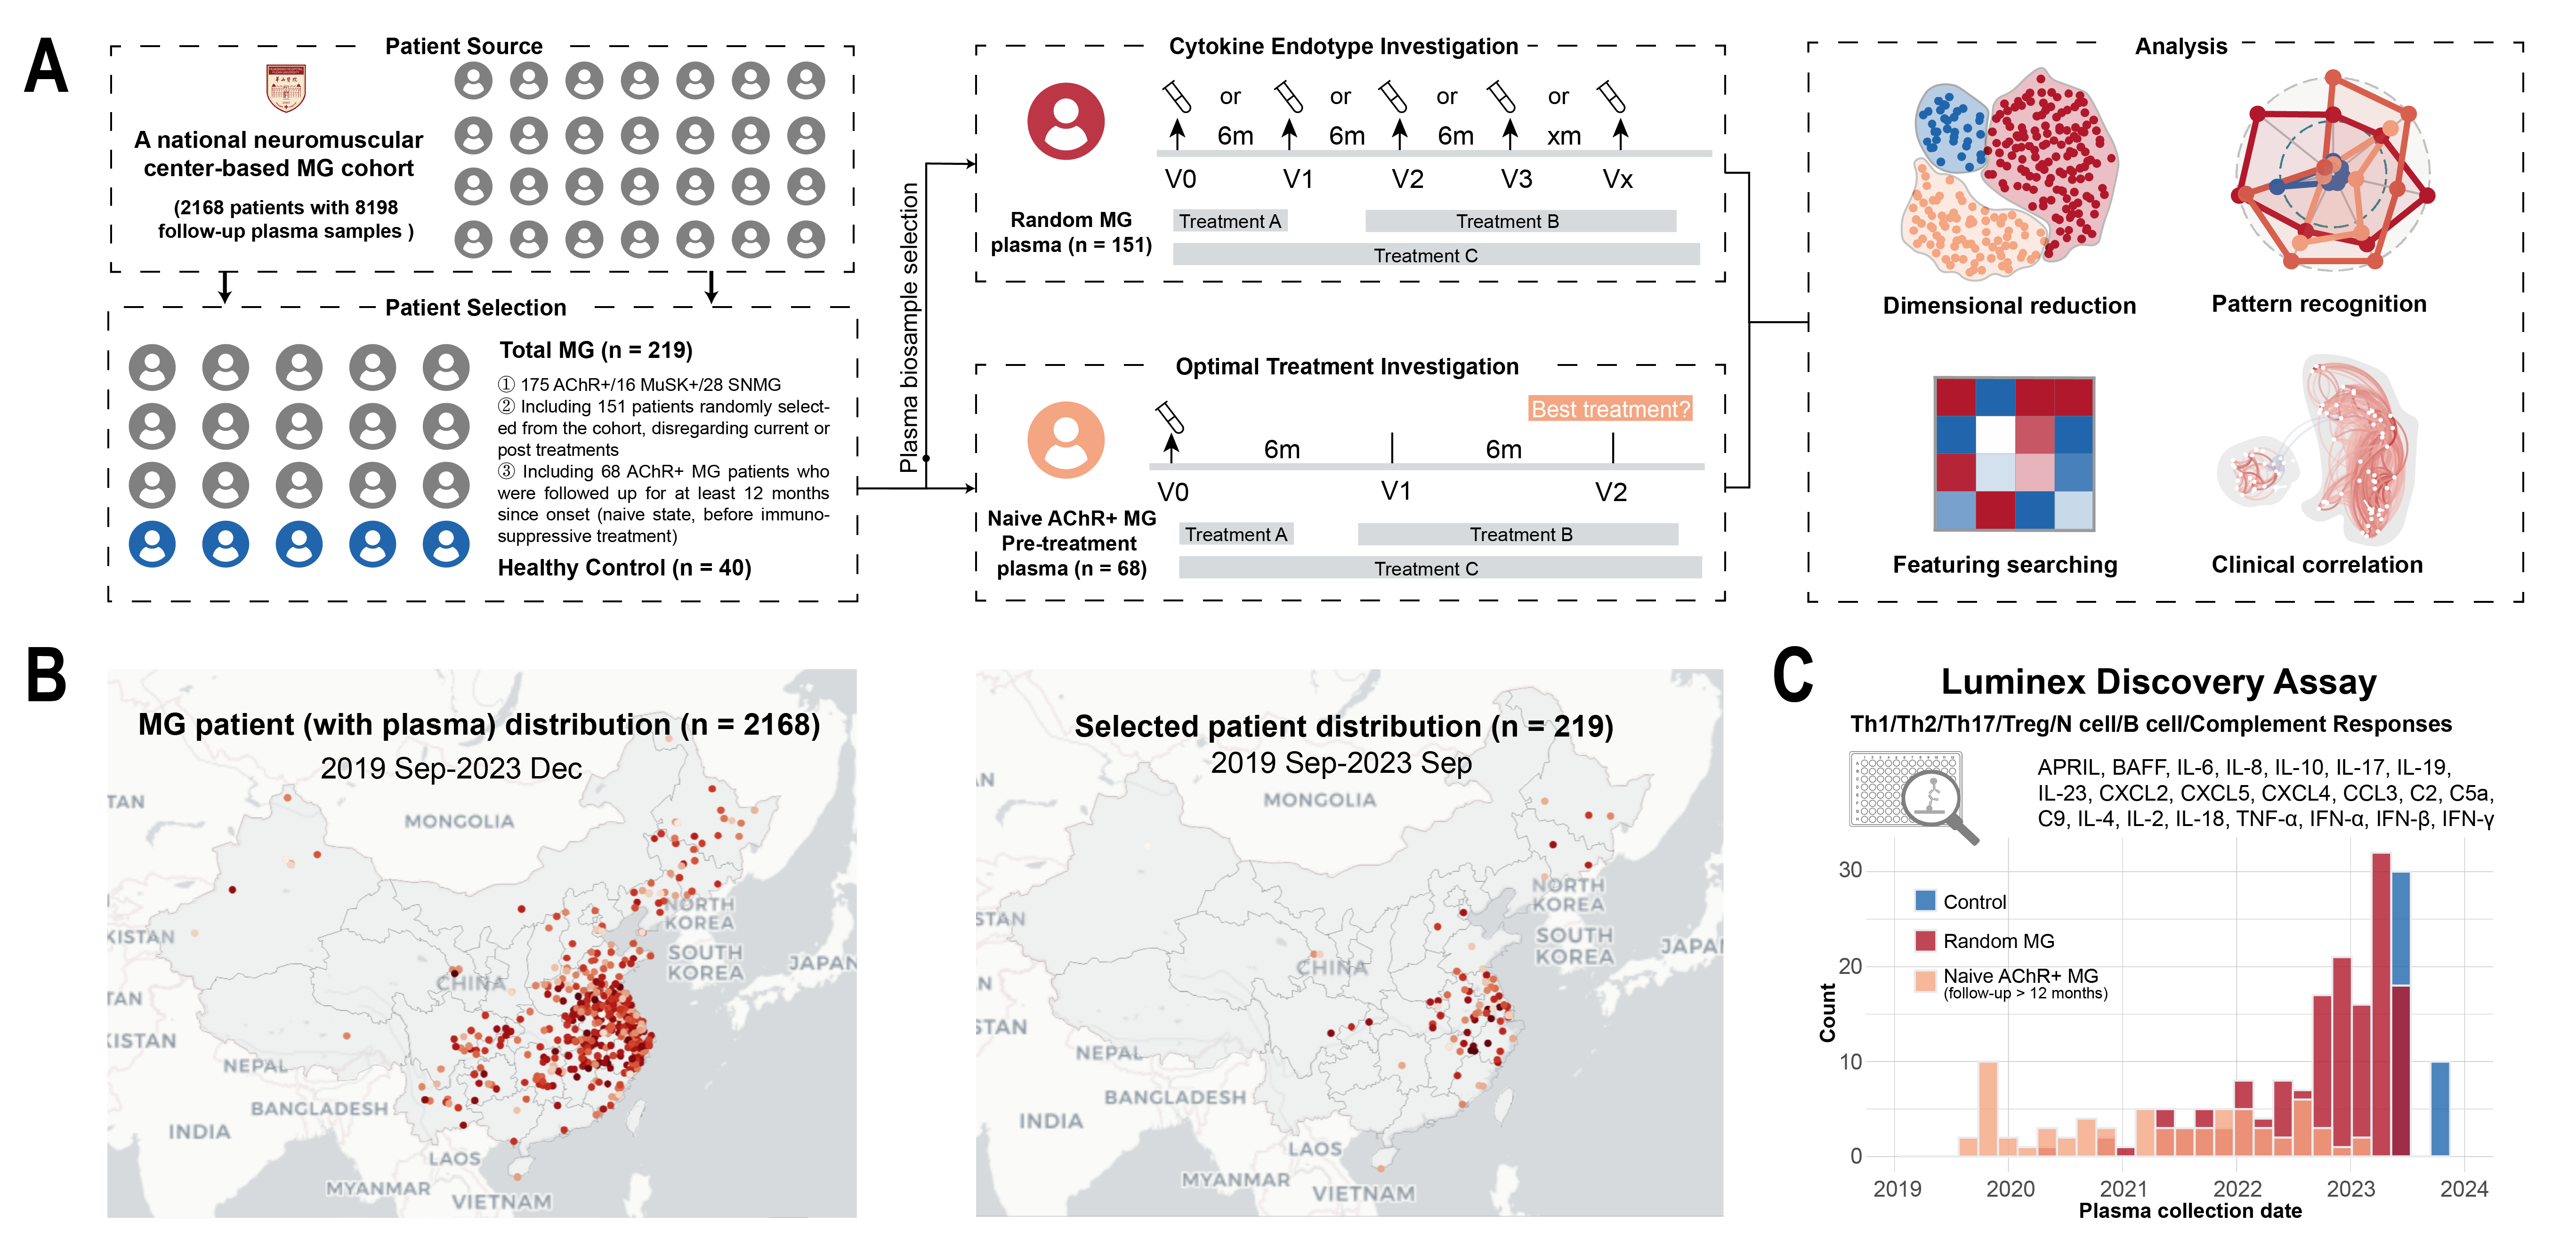 A
Patient Source
A national neuromuscular
center-based MG cohort
(2168 patients with 8198
follow-up plasma samples )
Patient Selection
Total MG (n = 219)
① 175 AChR+/16 MuSK+/28 SNMG
② Including 151 patients randomly select-
ed from the cohort, disregarding current or
post treatments
③ Including 68 AChR+ MG patients who
were followed up for at least 12 months
since onset (naive state, before immuno-
suppressive treatment)
Healthy Control (n = 40)
Plasma biosample selection
Cytokine Endotype Investigation
or or or or
6m 6m 6m xm
V0 V1 V2 V3 Vx
Random MG
plasma (n = 151)
Treatment A Treatment B
Treatment C
Optimal Treatment Investigation
Best treatment?
6m 6m
V0 V1 V2
Naive AChR+ MG
Pre-treatment
plasma (n = 68)
Treatment A Treatment B
Treatment C
Analysis
Dimensional reduction
Pattern recognition
Featuring searching
Clinical correlation
B
MG patient (with plasma) distribution (n = 2168)
2019 Sep-2023 Dec
TAN
MONGOLIA
NORTH
KOREA
KISTAN
SOUTH
KOREA
JAPAN
CHINA
TAN
KISTAN
NEPAL
BANGLADESH
INDIA
LAOS
MYANMAR
VIETNAM
Selected patient distribution (n = 219)
2019 Sep-2023 Sep
AN
MONGOLIA
NORTH
KOREA
STAN
SOUTH
KOREA
JAPAN
CHINA
N
STAN
NEPAL
BANGLADESH
INDIA
LAOS
MYANMAR
VIETNAM
C
Luminex Discovery Assay
Th1/Th2/Th17/Treg/N cell/B cell/Complement Responses
APRIL, BAFF, IL-6, IL-8, IL-10, IL-17, IL-19,
IL-23, CXCL2, CXCL5, CXCL4, CCL3, C2, C5a,
C9, IL-4, IL-2, IL-18, TNF-α, IFN-α, IFN-β, IFN-γ
Control
Random MG
Naive AChR+ MG
(follow-up > 12 months)
Count
30
20
10
0
2019 2020 2021 2022 2023 2024
Plasma collection date